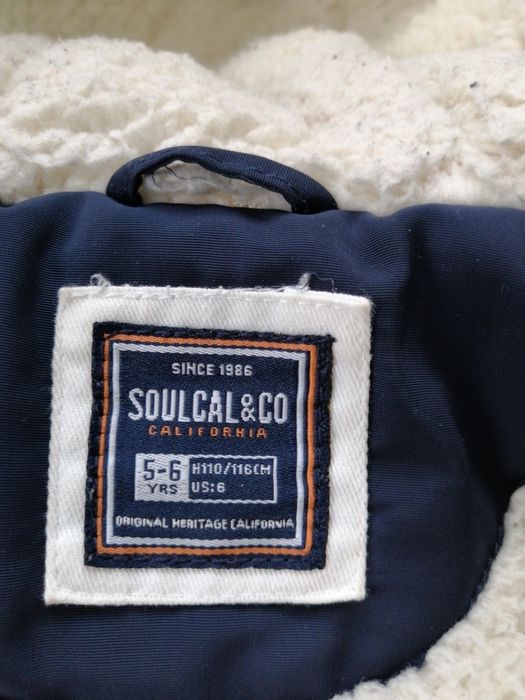 SINCE 1986
SOULCAL&CO
CALIFORNIA
5-6 YRS
H110/116CM
US:6
ORIGINAL HERITAGE CALIFORNIA